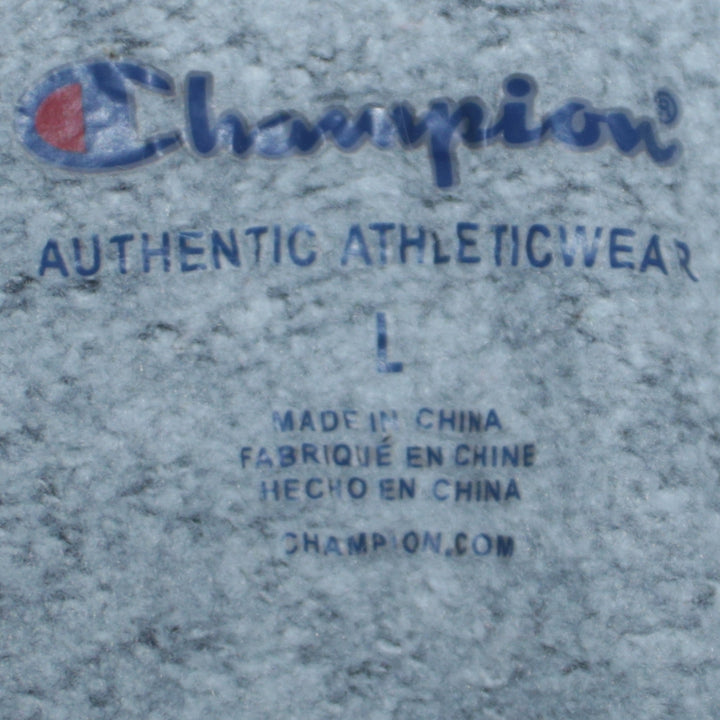 Champion®
AUTHENTIC ATHLETICWEAR
L
MADE IN CHINA
FABRIQUÉ EN CHINE
HECHO EN CHINA
CHAMPION.COM